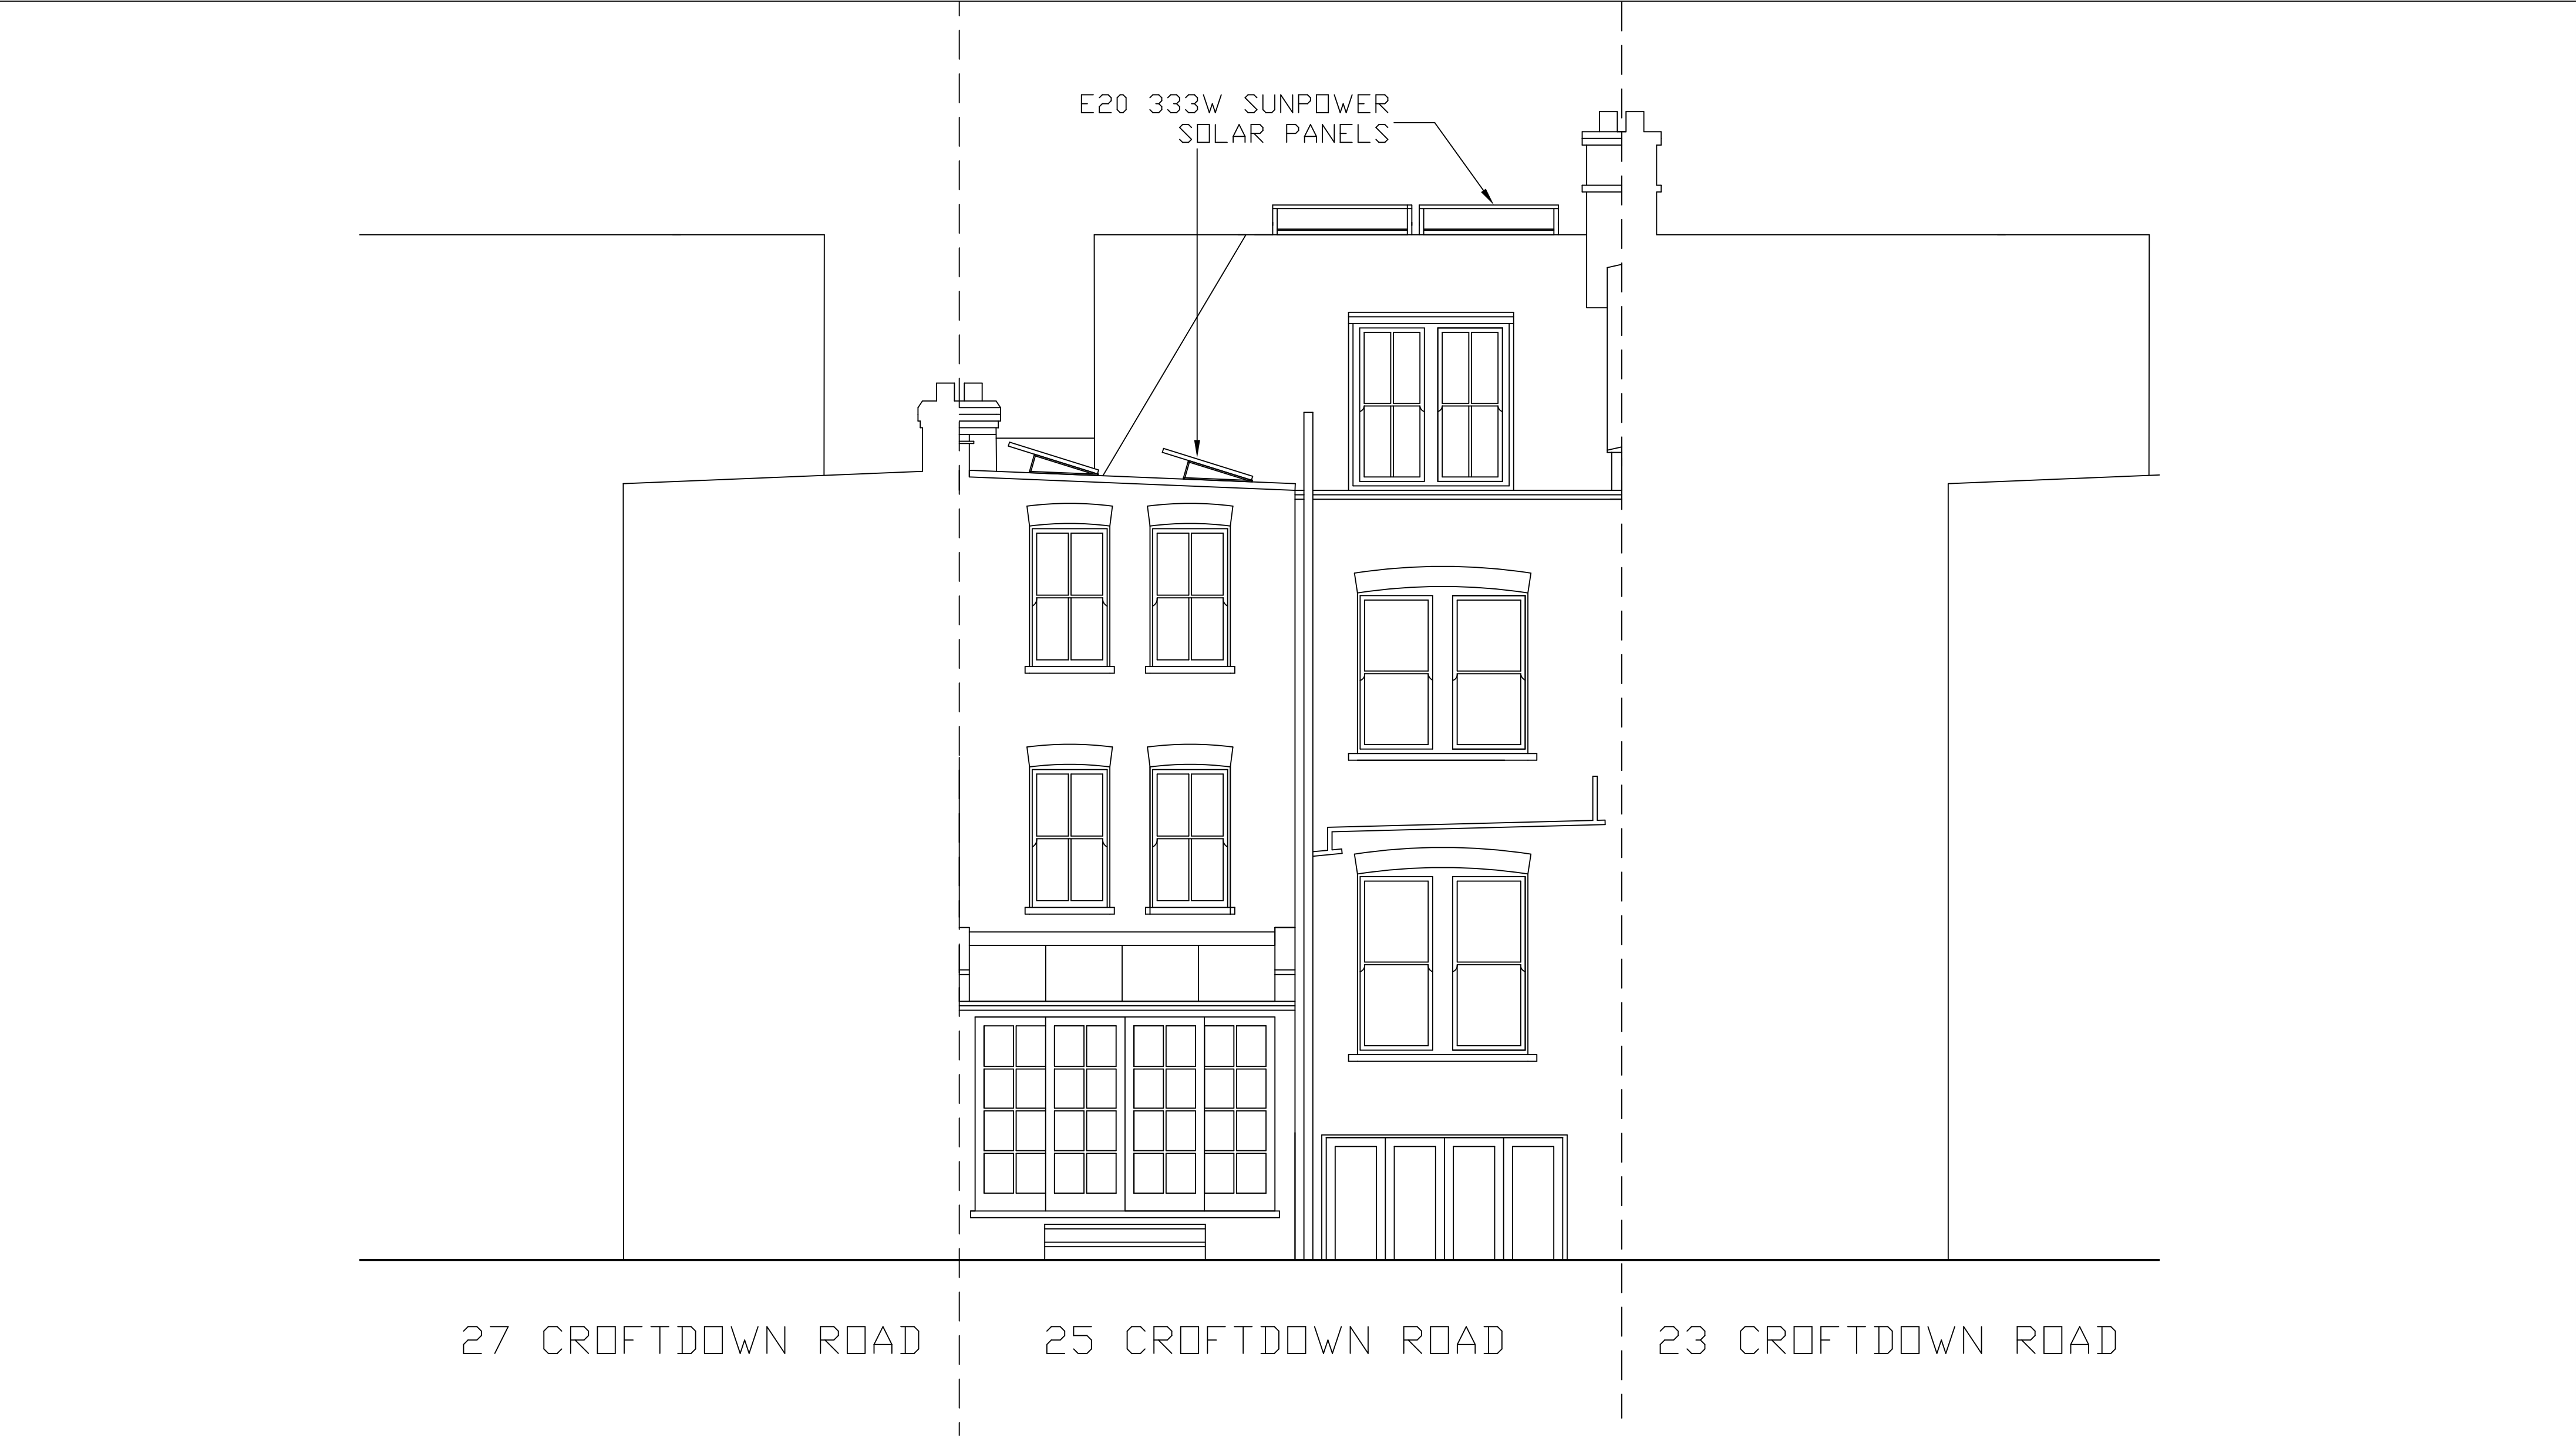 E20 333W SUNPOWER
SOLAR PANELS
27 CROFTDOWN ROAD
25 CROFTDOWN ROAD
23 CROFTDOWN ROAD